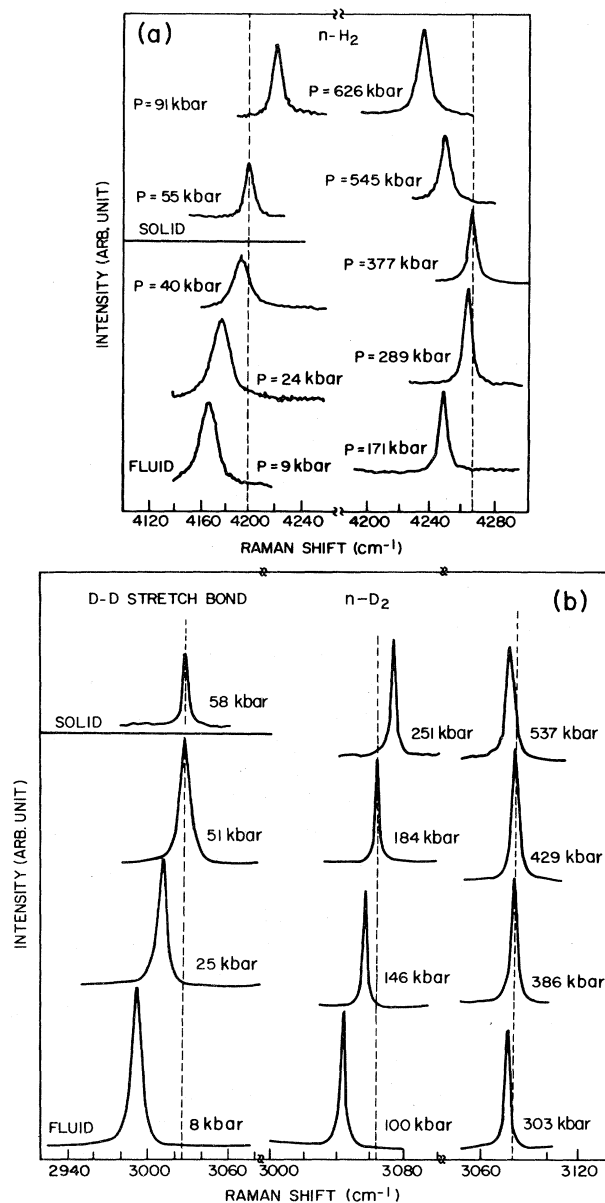 (a)
n-H2
P = 91 kbar
P = 626 kbar
P = 55 kbar
P = 545 kbar
SOLID
P = 377 kbar
P = 40 kbar
P = 289 kbar
P = 24 kbar
P = 171 kbar
FLUID
P = 9 kbar
INTENSITY (ARB. UNIT)
4120 4160 4200 4240 4200 4240 4280
RAMAN SHIFT (cm-1)
D-D STRETCH BOND
n-D2
(b)
58 kbar
251 kbar
537 kbar
SOLID
51 kbar
184 kbar
429 kbar
25 kbar
146 kbar
386 kbar
FLUID
8 kbar
100 kbar
303 kbar
INTENSITY (ARB. UNIT)
2940 3000 3060 3000 3080 3060 3120
RAMAN SHIFT (cm-1)